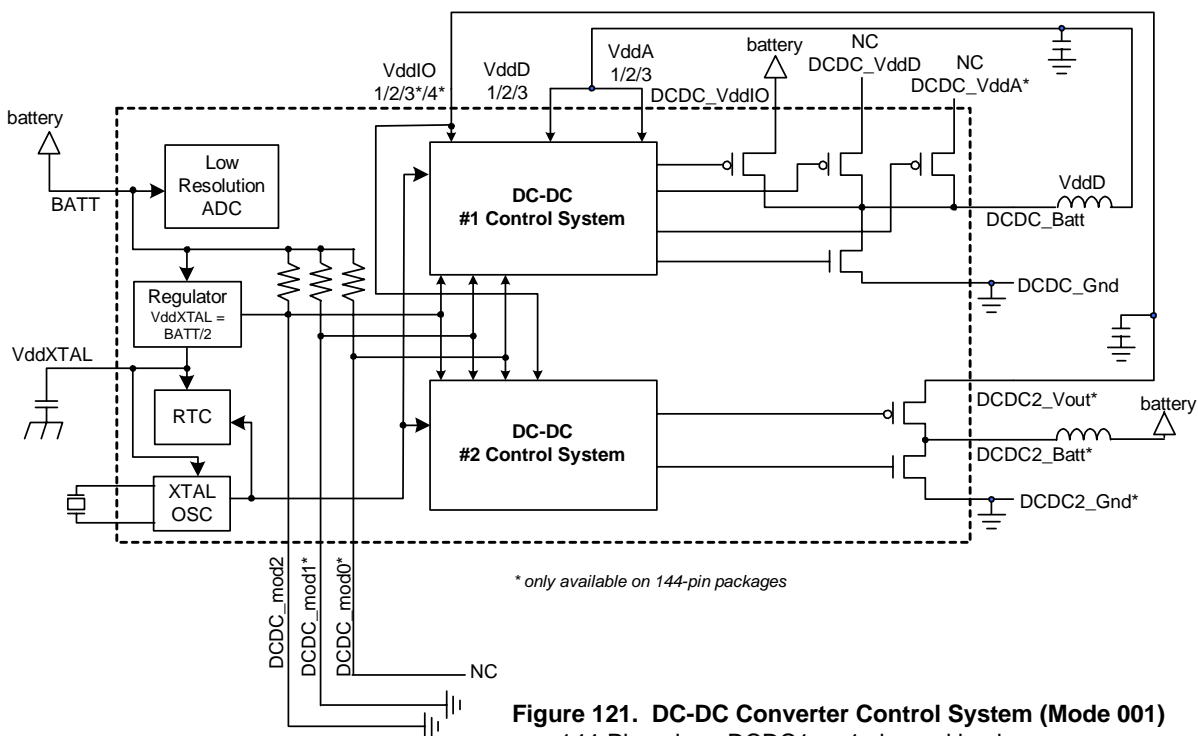 battery
BATT
VddIO
1/2/3*/4*
VddD
1/2/3
VddA
1/2/3
battery
DCDC_VddIO
NC
DCDC_VddD
NC
DCDC_VddA*
Low
Resolution
ADC
DC-DC
#1 Control System
VddD
DCDC_Batt
DCDC_Gnd
Regulator
VddXTAL =
BATT/2
VddXTAL
RTC
XTAL
OSC
DC-DC
#2 Control System
DCDC2_Vout*
battery
DCDC2_Batt*
DCDC2_Gnd*
DCDC_mod2
DCDC_mod1*
DCDC_mod0*
* only available on 144-pin packages
NC
Figure 121. DC-DC Converter Control System (Mode 001)